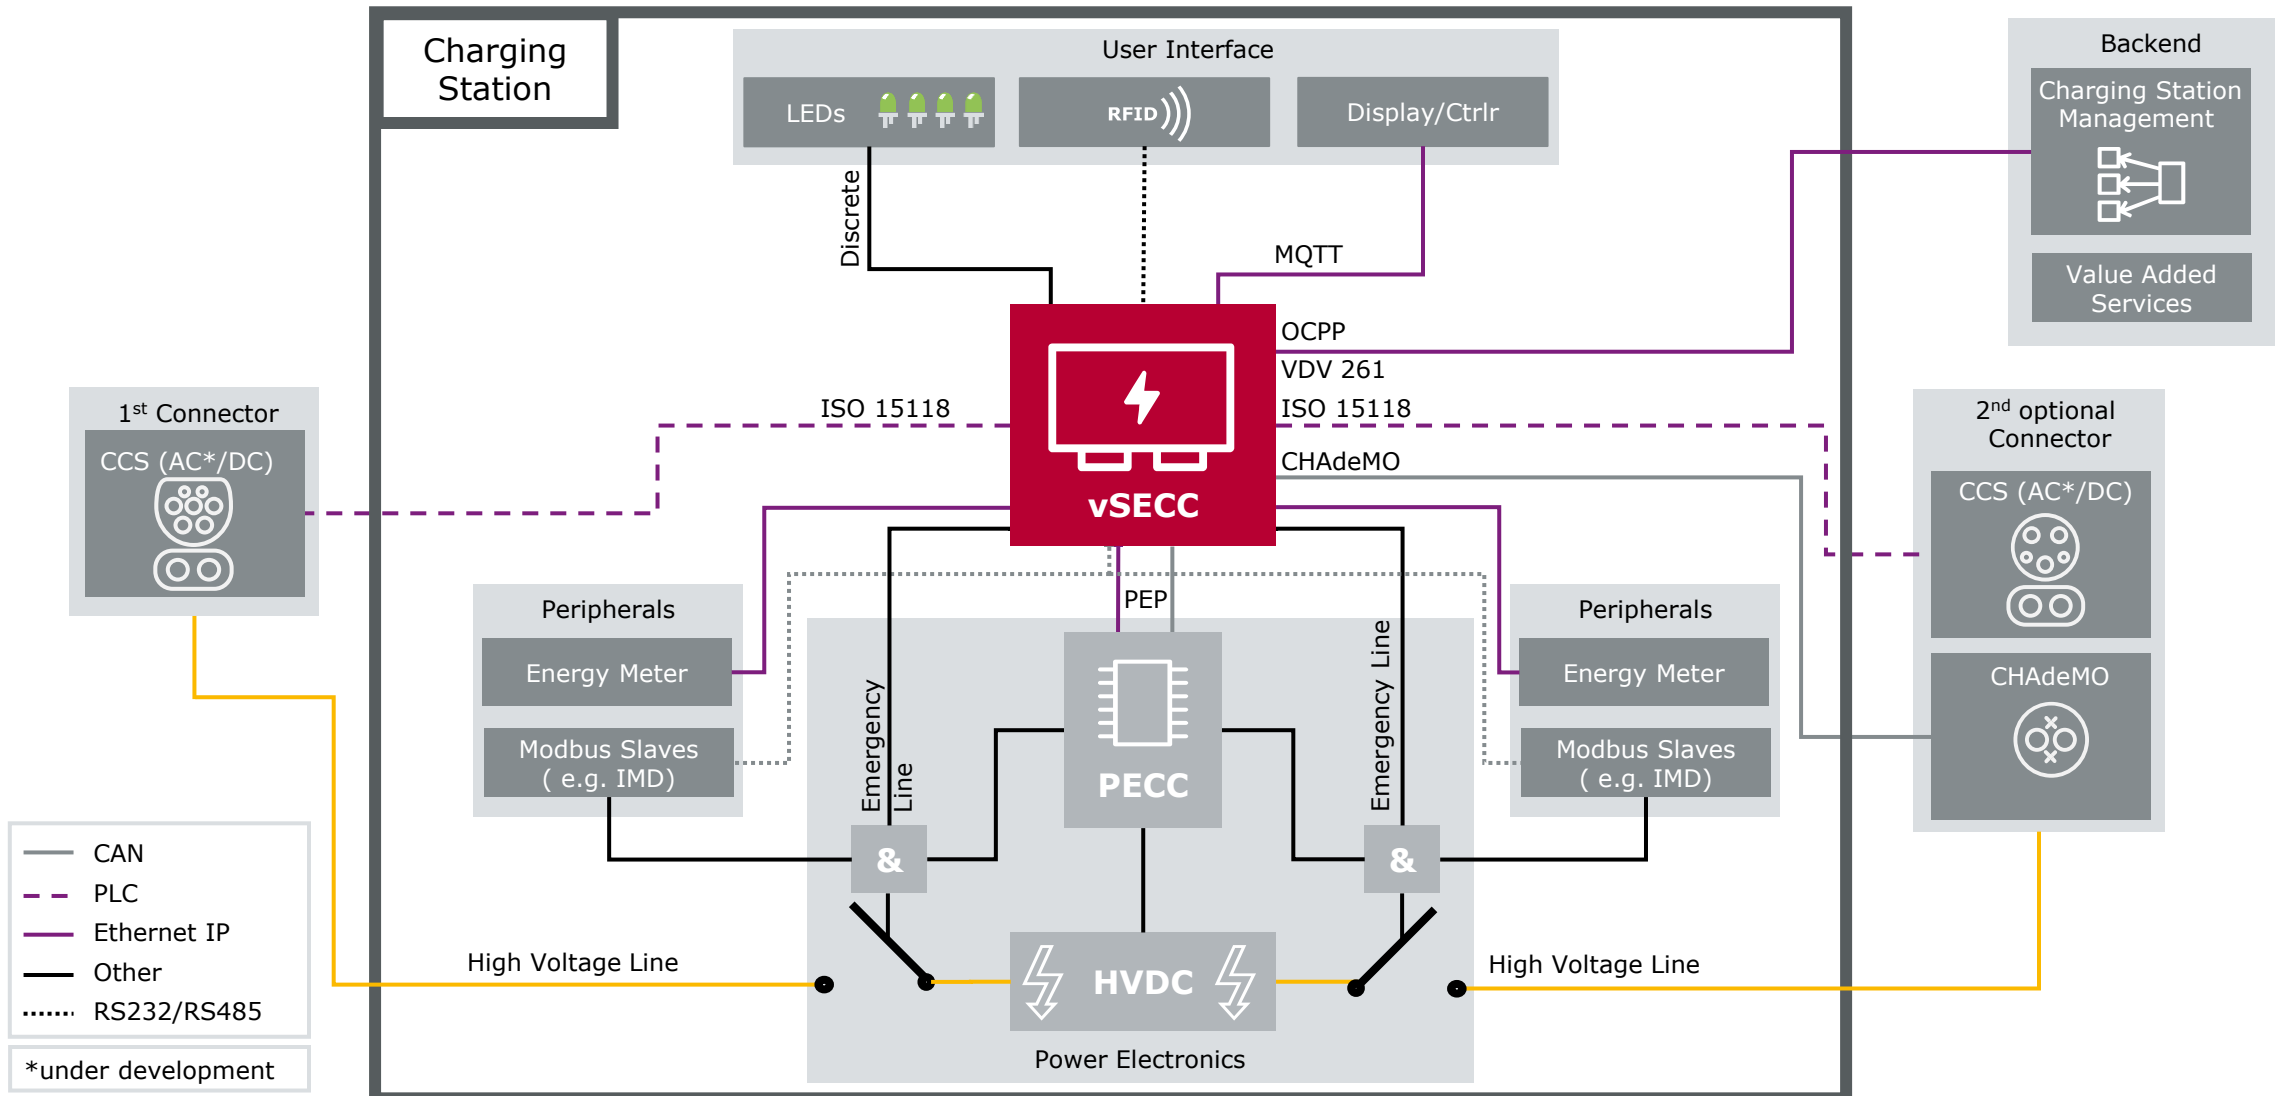 Charging
Station
User Interface
LEDs
RFID
Display/Ctrlr
Backend
Charging Station
Management
Value Added
Services
Discrete
MQTT
OCPP
VDV 261
ISO 15118
ISO 15118
CHAdeMO
vSECC
1st Connector
CCS (AC*/DC)
2nd optional
Connector
CCS (AC*/DC)
CHAdeMO
PEP
Peripherals
Energy Meter
Modbus Slaves
( e.g. IMD)
Emergency
Line
PECC
Emergency Line
Peripherals
Energy Meter
Modbus Slaves
( e.g. IMD)
&
&
High Voltage Line
HVDC
High Voltage Line
Power Electronics
CAN
PLC
Ethernet IP
Other
RS232/RS485
*under development